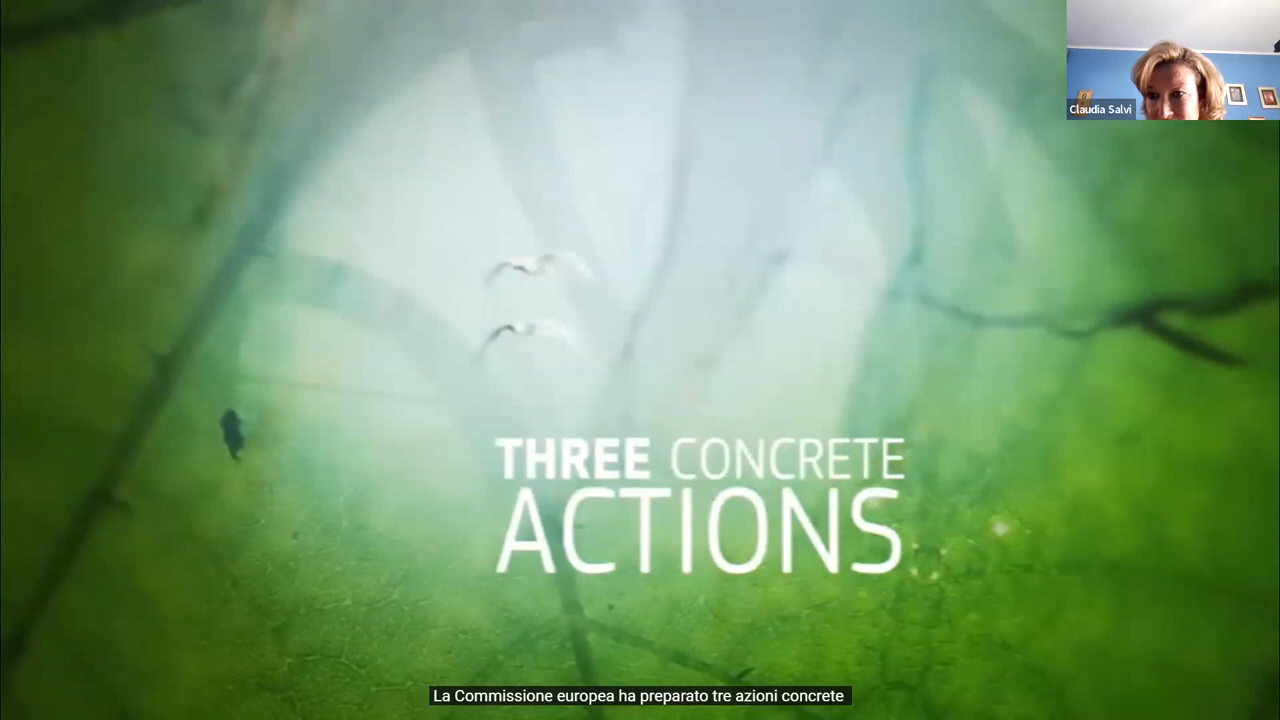 Claudia Salvi
THREE CONCRETE
ACTIONS
La Commissione europea ha preparato tre azioni concrete